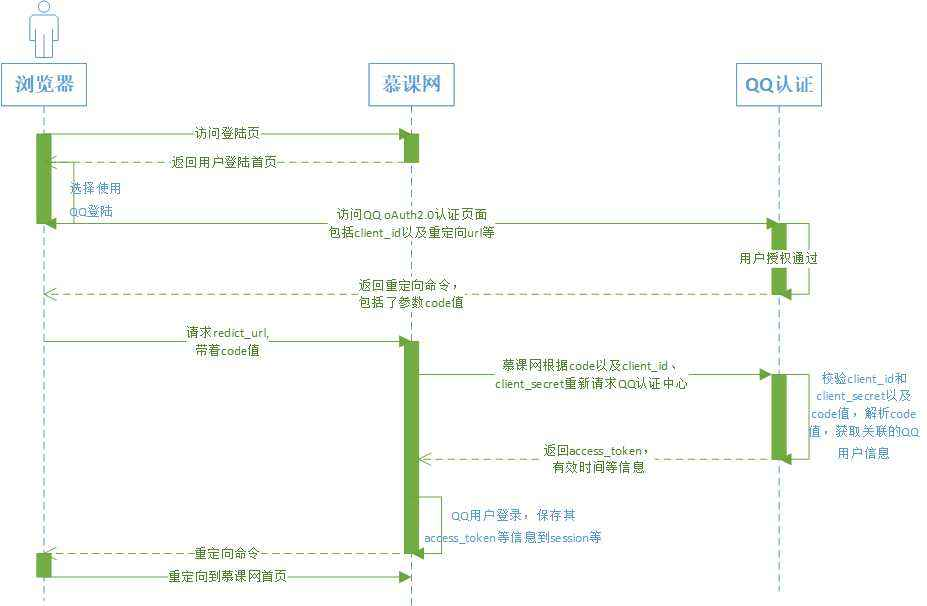 浏览器
慕课网
QQ认证
访问登陆页
返回用户登陆首页
选择使用
QQ登陆
访问QQ oAuth2.0认证页面
包括client_id以及重定向url等
用户授权通过
返回重定向命令,
包括了参数code值
请求redict_url,
带着code值
慕课网根据code以及client_id、
client_secret重新请求QQ认证中心
校验client_id和
client_secret以及
code值，解析code
值，获取关联的QQ
用户信息
返回access_token,
有效时间等信息
QQ用户登录，保存其
access_token等信息到session等
重定向命令
重定向到慕课网首页